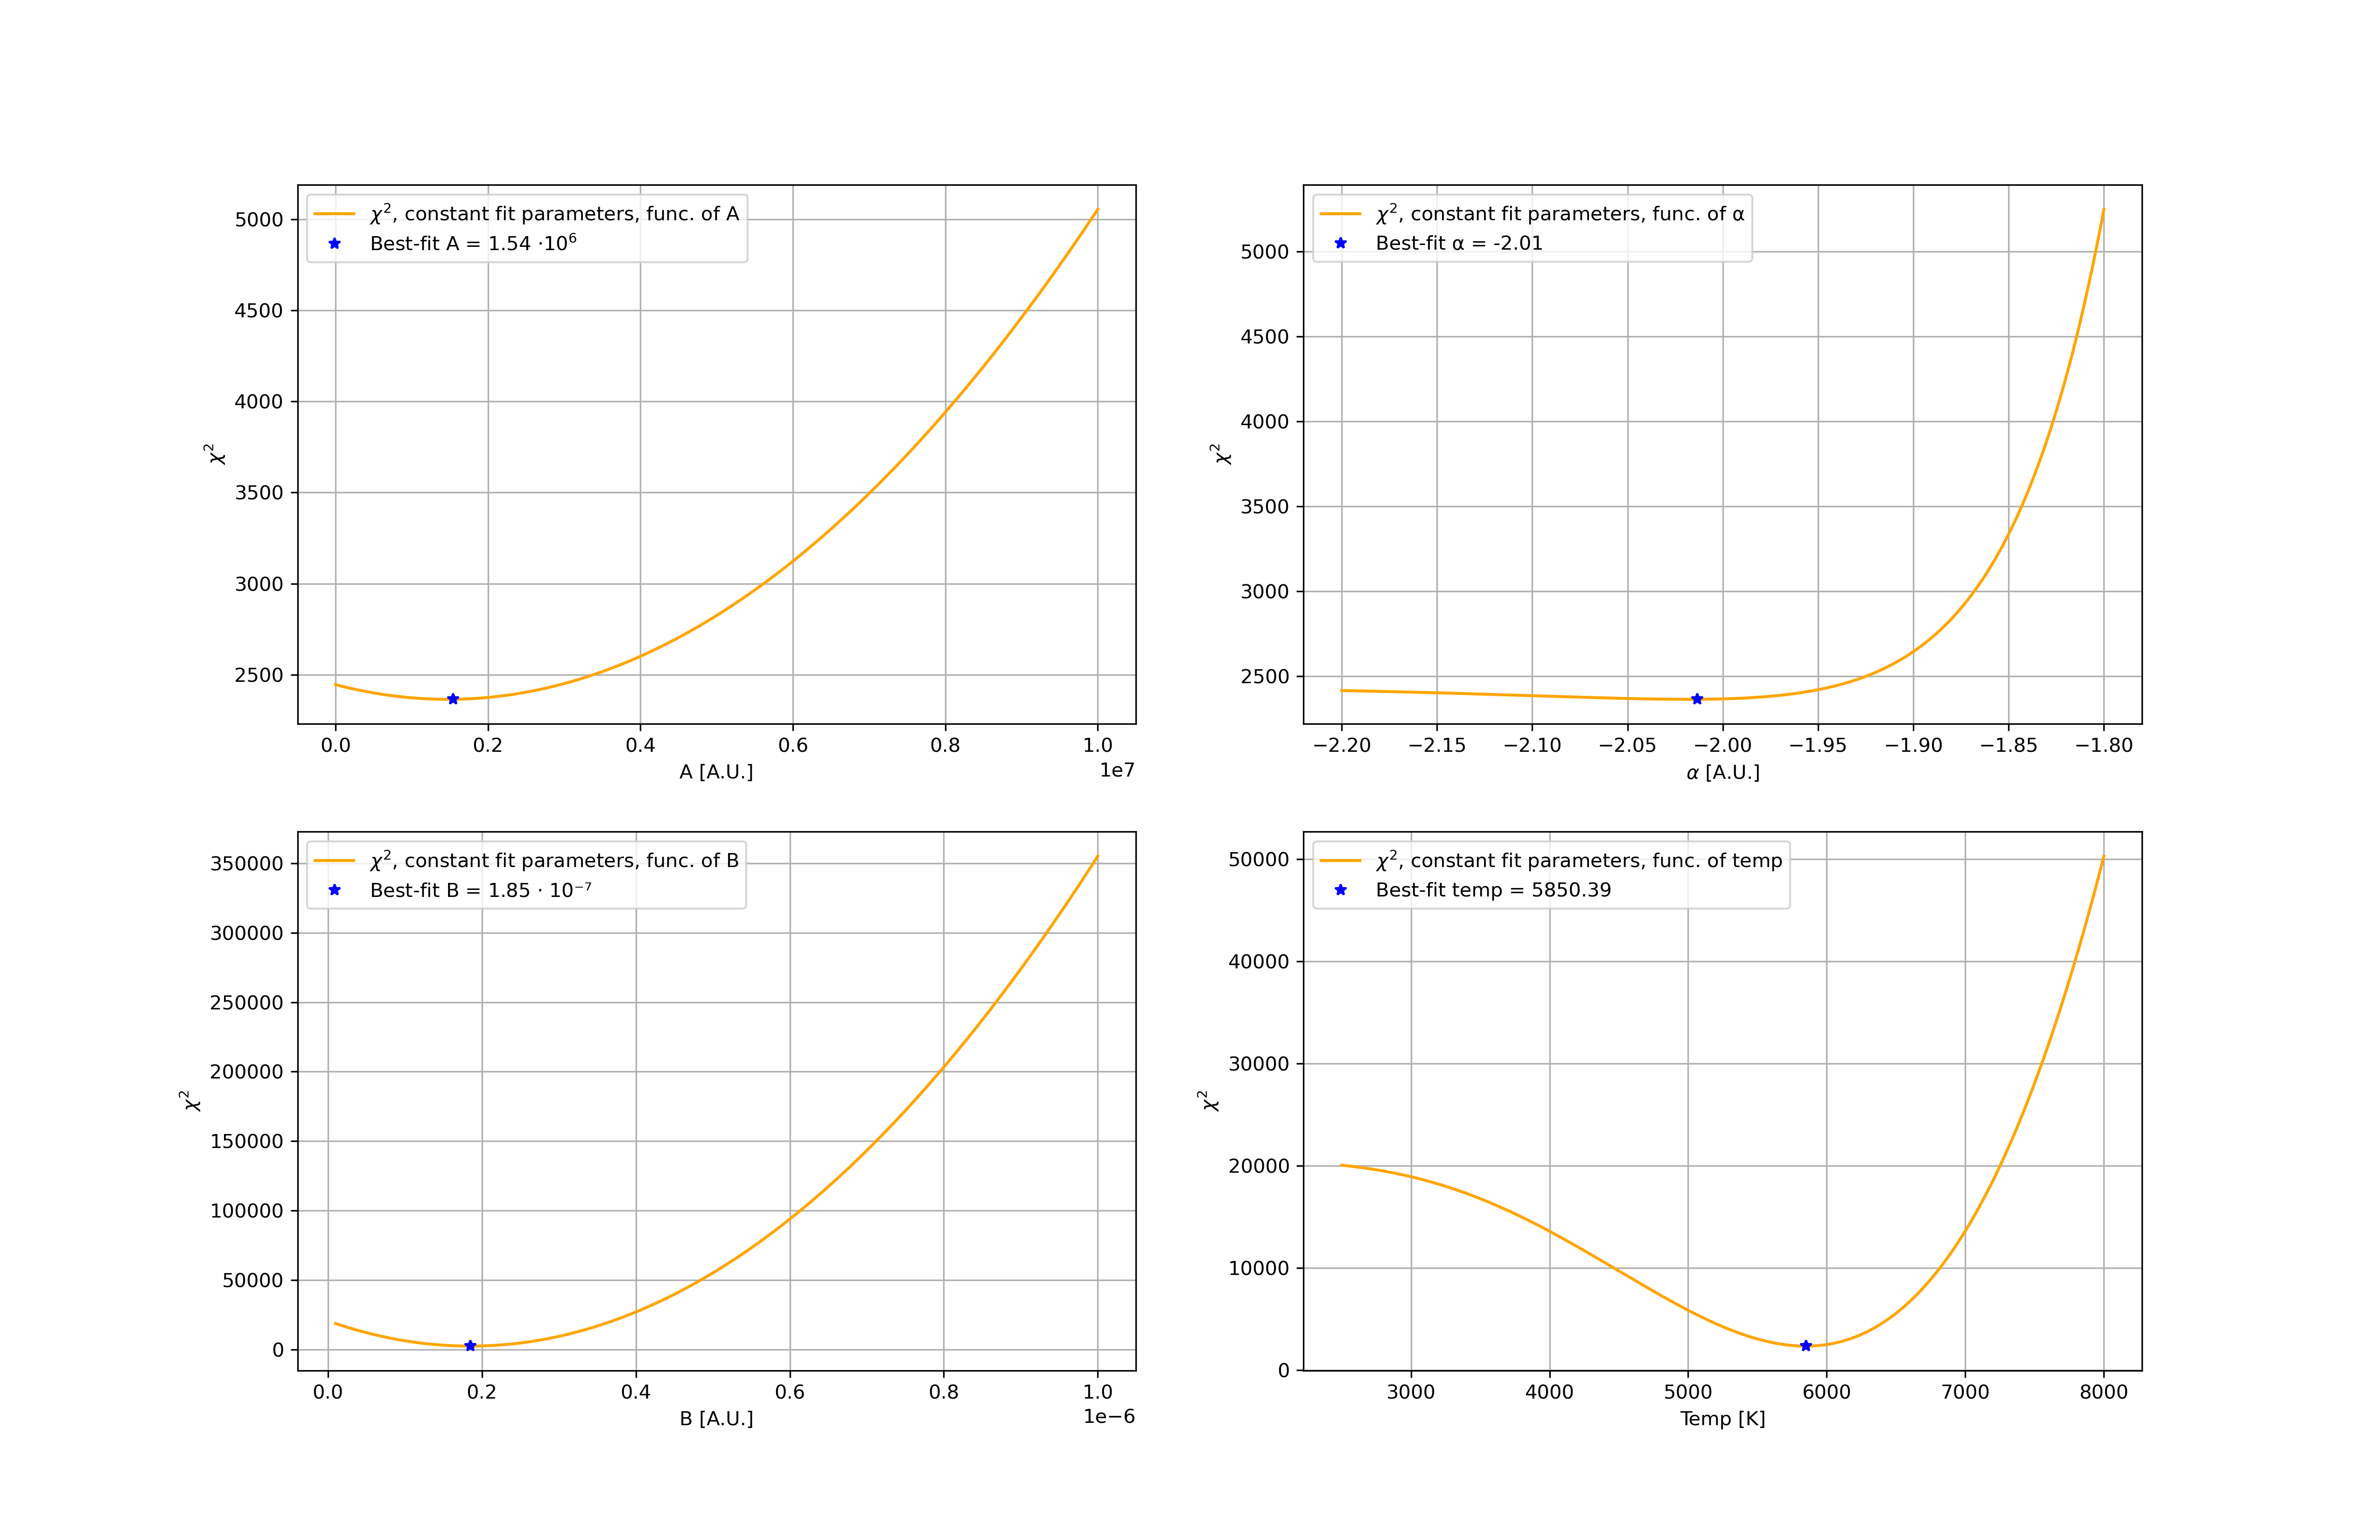 χ², constant fit parameters, func. of A
Best-fit A = 1.54 ·10⁶
5000
4500
4000
3500
3000
2500
χ²
0.0 0.2 0.4 0.6 0.8 1.0
A [A.U.] 1e7
χ², constant fit parameters, func. of α
Best-fit α = -2.01
5000
4500
4000
3500
3000
2500
χ²
−2.20 −2.15 −2.10 −2.05 −2.00 −1.95 −1.90 −1.85 −1.80
α [A.U.]
χ², constant fit parameters, func. of B
Best-fit B = 1.85 · 10⁻⁷
350000
300000
250000
200000
150000
100000
50000
0
χ²
0.0 0.2 0.4 0.6 0.8 1.0
B [A.U.] 1e−6
χ², constant fit parameters, func. of temp
Best-fit temp = 5850.39
50000
40000
30000
20000
10000
0
χ²
3000 4000 5000 6000 7000 8000
Temp [K]